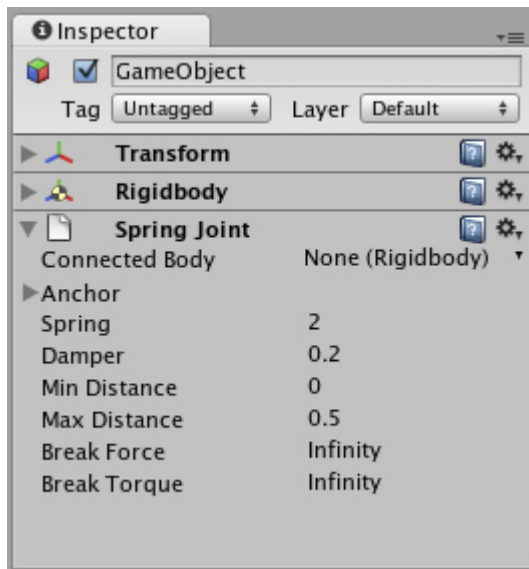 Inspector
GameObject
Tag Untagged Layer Default
Transform
Rigidbody
Spring Joint
Connected Body None (Rigidbody)
Anchor
Spring 2
Damper 0.2
Min Distance 0
Max Distance 0.5
Break Force Infinity
Break Torque Infinity